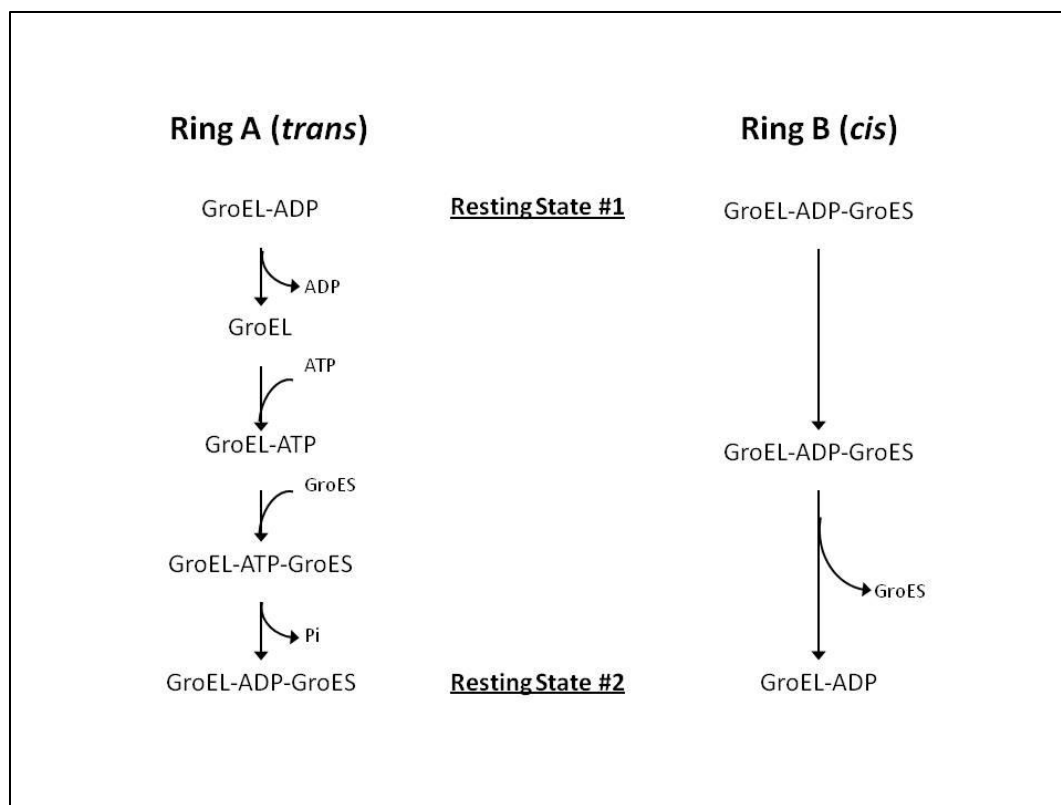 Ring A (trans)
Ring B (cis)
GroEL-ADP
Resting State #1
GroEL-ADP-GroES
ADP
GroEL
ATP
GroEL-ATP
GroEL-ADP-GroES
GroES
GroEL-ATP-GroES
GroES
Pi
GroEL-ADP-GroES
Resting State #2
GroEL-ADP